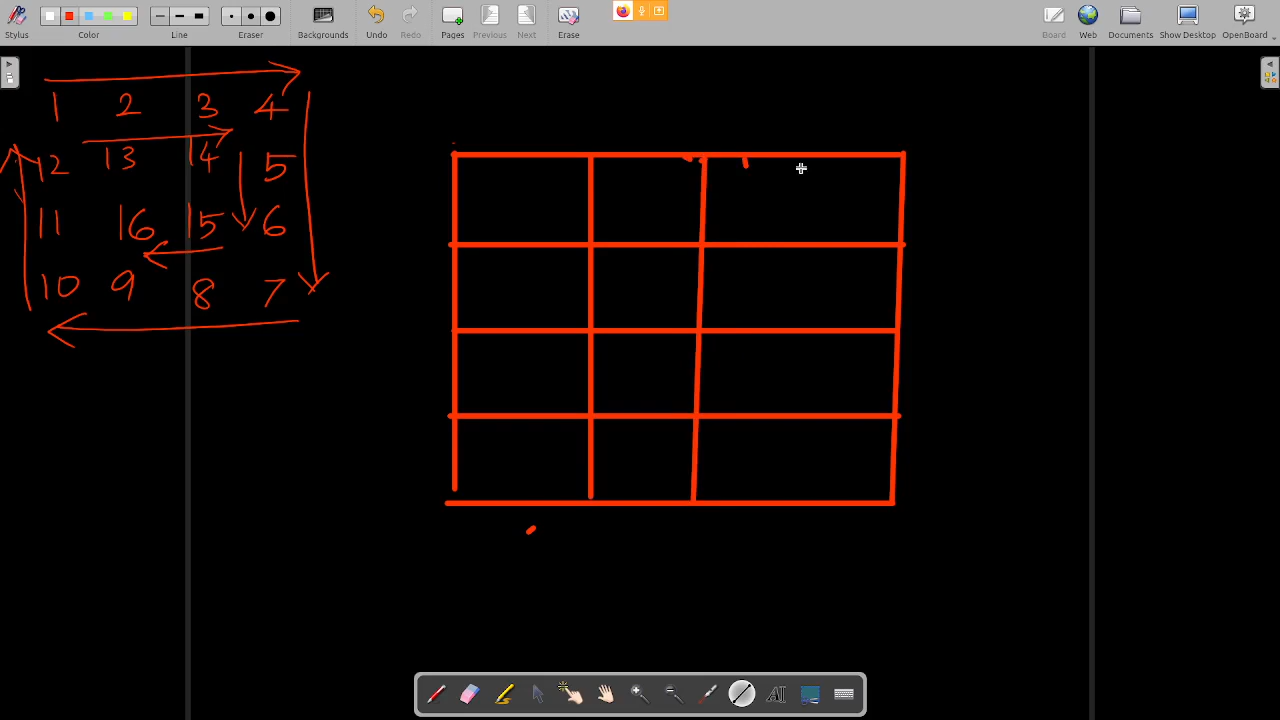 Stylus Color Line Eraser Backgrounds Undo Redo Pages Previous Next Erase Board Web Documents Show Desktop OpenBoard
1 2 3 4
12 13 14 5
11 16 15 6
10 9 8 7